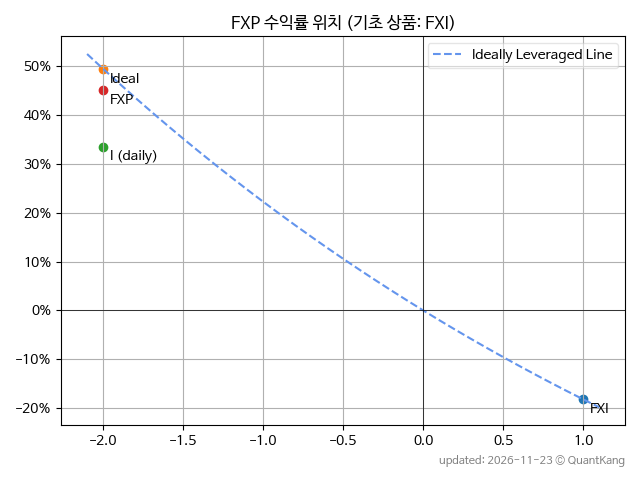 FXP 수익률 위치 (기초 상품: FXI)
Ideally Leveraged Line
50%
40%
30%
20%
10%
0%
−10%
−20%
Ideal
FXP
I (daily)
FXI
−2.0 −1.5 −1.0 −0.5 0.0 0.5 1.0
updated: 2026-11-23 © QuantKang